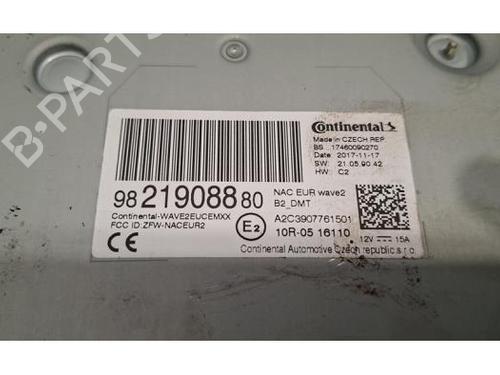 B-PARTS
Continental
Made in CZECH REP.
BS.: 17460090270
Date: 2017-11-17
SW: 21.05.90.42
HW: C2
98 219088 80
NAC EUR wave2
B2_DMT
Continental-WAVE2EUCEMXX
FCC ID:ZFW-NACEUR2
CE
E2
A2C3907761501
10R-05 16110
12V 15A
Continental Automotive Czech republic s.r.o.